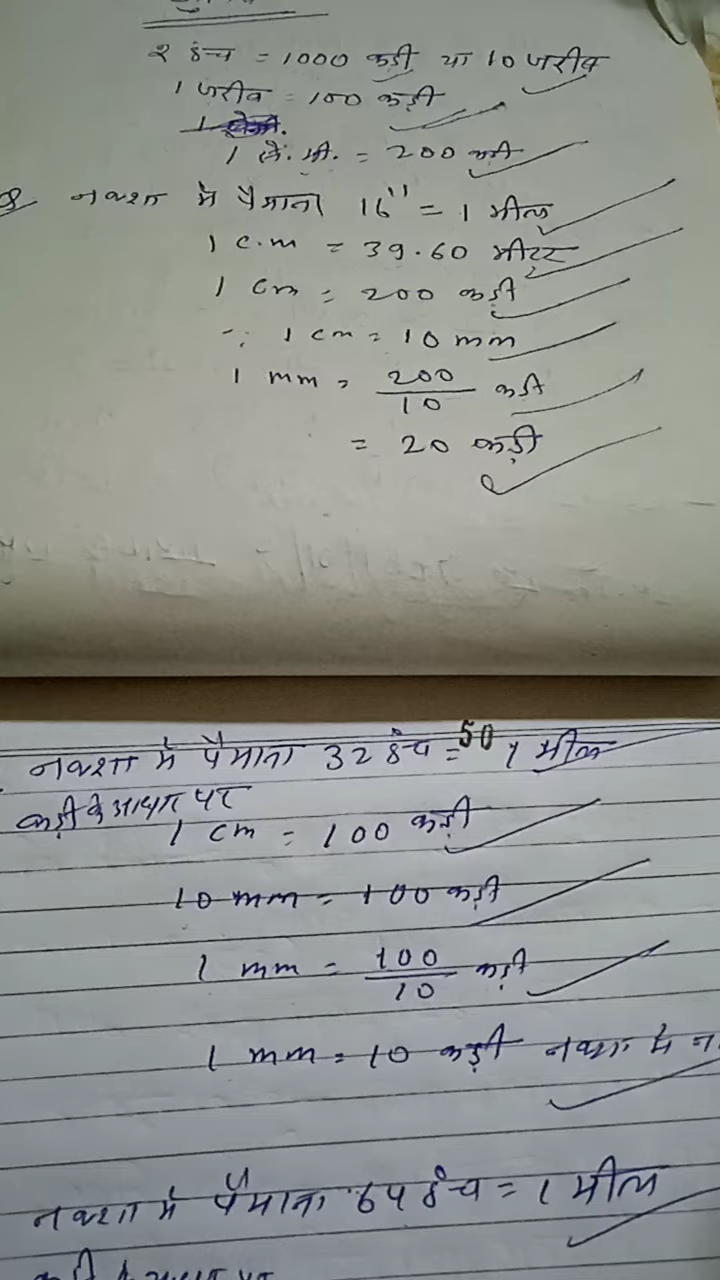 २ इंन्च = 1000 कड़ी या 10 जरीब
1 जरीब = 100 कड़ी
1 से. मी. = 200 कड़ी
नक्शा मे पैमाना 16" = 1 मील
1 c.m = 39.60 मीटर
1 cm = 200 कड़ी
∵ 1 cm = 10 mm
1 mm = 200/10 कड़ी
= 20 कड़ी
50
नक्शा मे पैमाना 32 इंच = 1 मील
कड़ी के आधार पर
1 cm = 100 कड़ी
10 mm = 100 कड़ी
1 mm = 100/10 कड़ी
1 mm = 10 कड़ी नक्शा मे
नक्शा मे पैमाना 64 इंन्च = 1 मील